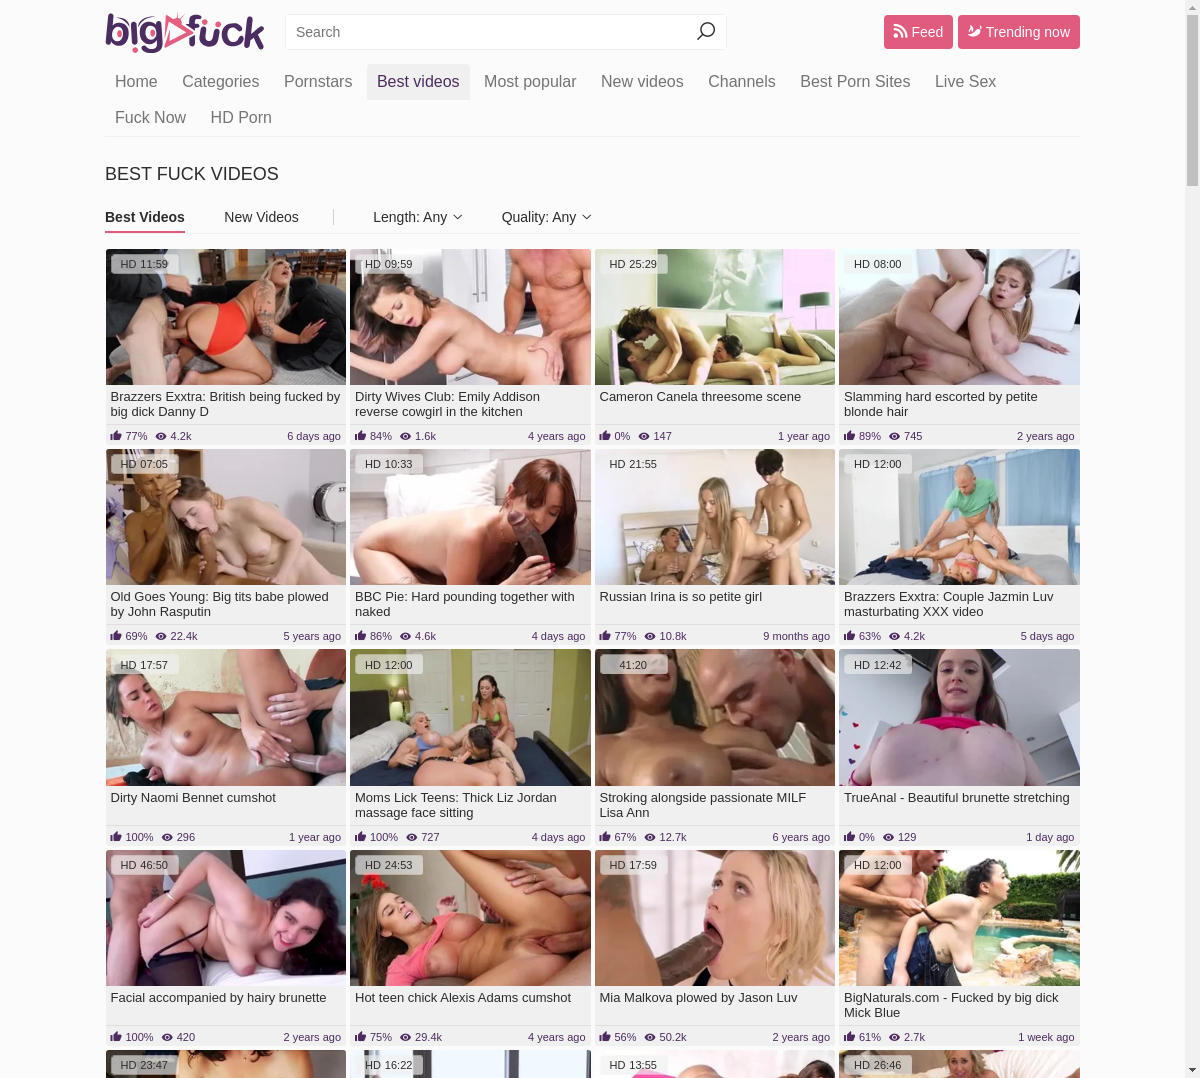 bigfuck
Search
Feed
Trending now
Home Categories Pornstars Best videos Most popular New videos Channels Best Porn Sites Live Sex
Fuck Now HD Porn
BEST FUCK VIDEOS
Best Videos New Videos Length: Any Quality: Any
HD 11:59
Brazzers Exxtra: British being fucked by
big dick Danny D
77% 4.2k 6 days ago
HD 09:59
Dirty Wives Club: Emily Addison
reverse cowgirl in the kitchen
84% 1.6k 4 years ago
HD 25:29
Cameron Canela threesome scene
0% 147 1 year ago
HD 08:00
Slamming hard escorted by petite
blonde hair
89% 745 2 years ago
HD 07:05
Old Goes Young: Big tits babe plowed
by John Rasputin
69% 22.4k 5 years ago
HD 10:33
BBC Pie: Hard pounding together with
naked
86% 4.6k 4 days ago
HD 21:55
Russian Irina is so petite girl
77% 10.8k 9 months ago
HD 12:00
Brazzers Exxtra: Couple Jazmin Luv
masturbating XXX video
63% 4.2k 5 days ago
HD 17:57
Dirty Naomi Bennet cumshot
100% 296 1 year ago
HD 12:00
Moms Lick Teens: Thick Liz Jordan
massage face sitting
100% 727 4 days ago
41:20
Stroking alongside passionate MILF
Lisa Ann
67% 12.7k 6 years ago
HD 12:42
TrueAnal - Beautiful brunette stretching
0% 129 1 day ago
HD 46:50
Facial accompanied by hairy brunette
100% 420 2 years ago
HD 24:53
Hot teen chick Alexis Adams cumshot
75% 29.4k 4 years ago
HD 17:59
Mia Malkova plowed by Jason Luv
56% 50.2k 2 years ago
HD 12:00
BigNaturals.com - Fucked by big dick
Mick Blue
61% 2.7k 1 week ago
HD 23:47
HD 16:22
HD 13:55
HD 26:46